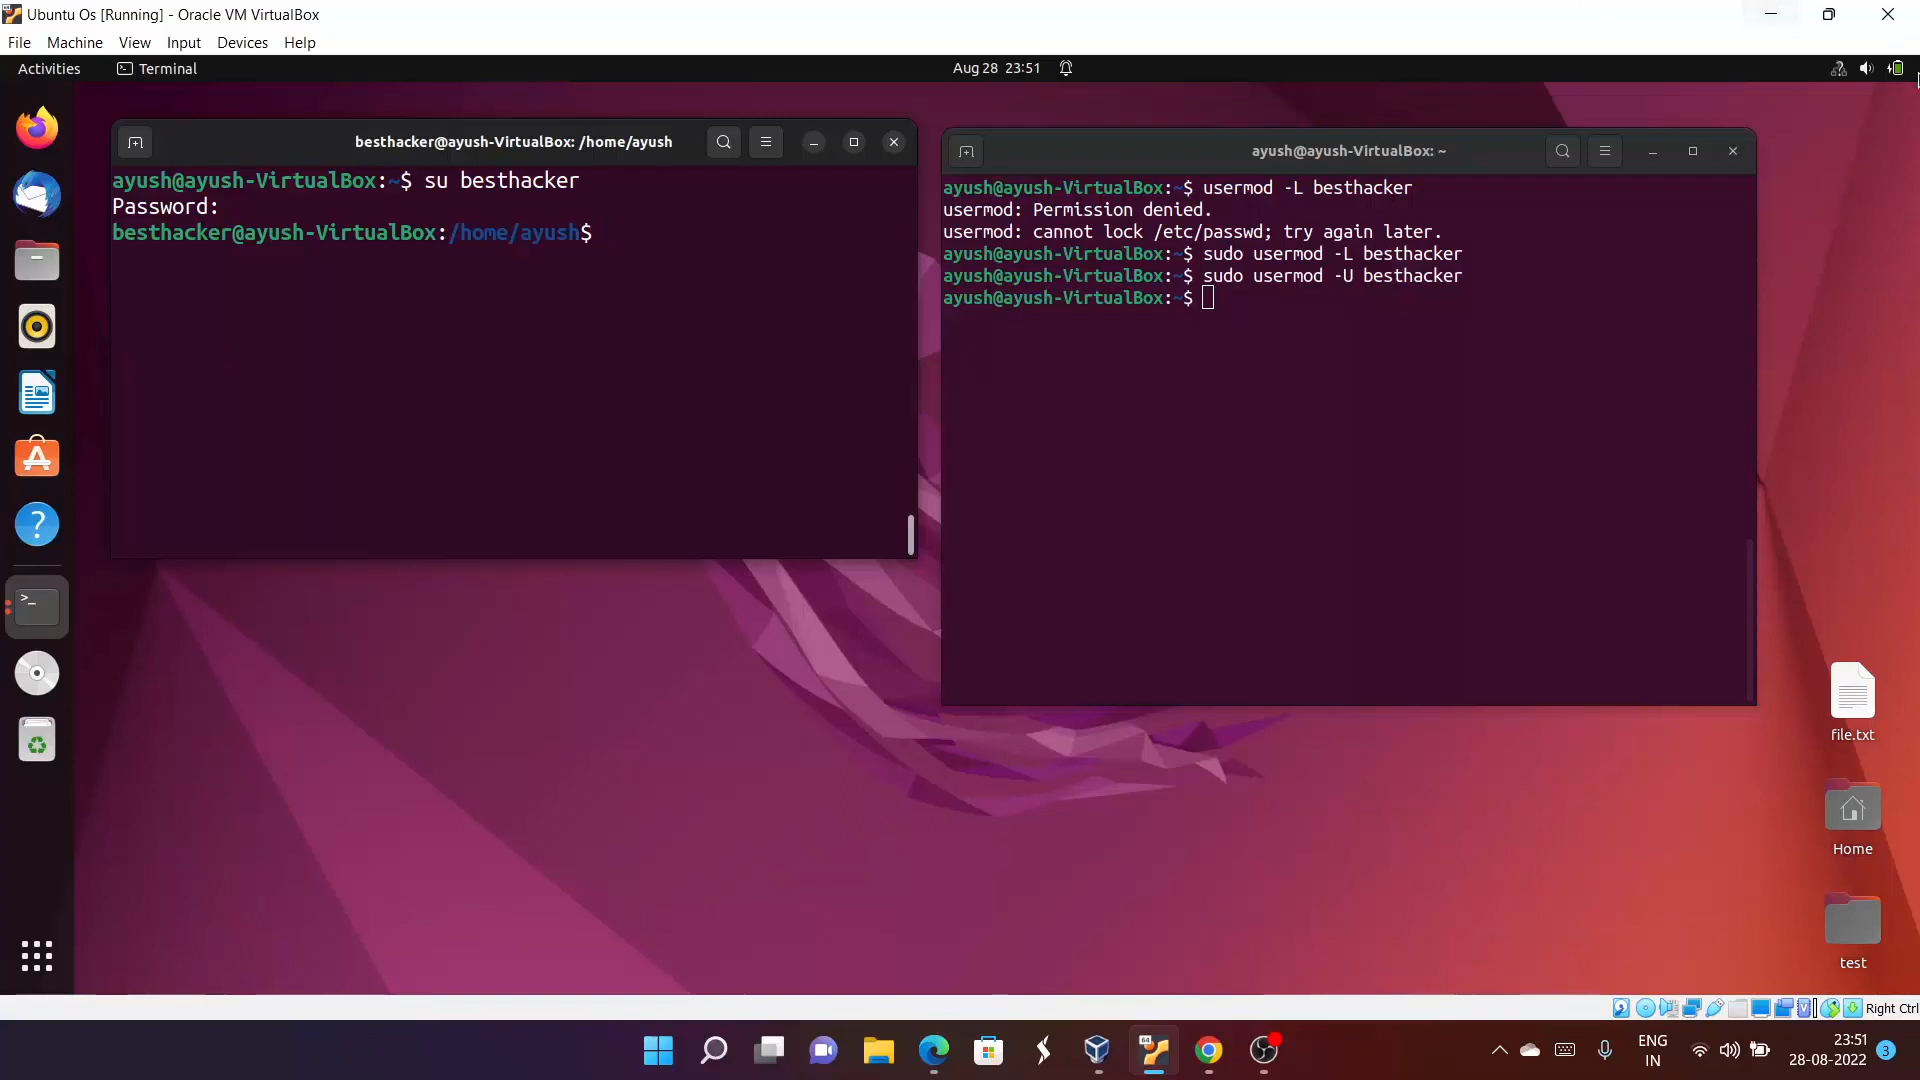 Ubuntu Os [Running] - Oracle VM VirtualBox
File Machine View Input Devices Help
Activities Terminal Aug 28 23:51
besthacker@ayush-VirtualBox: /home/ayush
ayush@ayush-VirtualBox:~$ su besthacker
Password:
besthacker@ayush-VirtualBox:/home/ayush$
ayush@ayush-VirtualBox: ~
ayush@ayush-VirtualBox:~$ usermod -L besthacker
usermod: Permission denied.
usermod: cannot lock /etc/passwd; try again later.
ayush@ayush-VirtualBox:~$ sudo usermod -L besthacker
ayush@ayush-VirtualBox:~$ sudo usermod -U besthacker
ayush@ayush-VirtualBox:~$
file.txt
Home
test
Right Ctrl
64
ENG
IN
23:51
28-08-2022
3